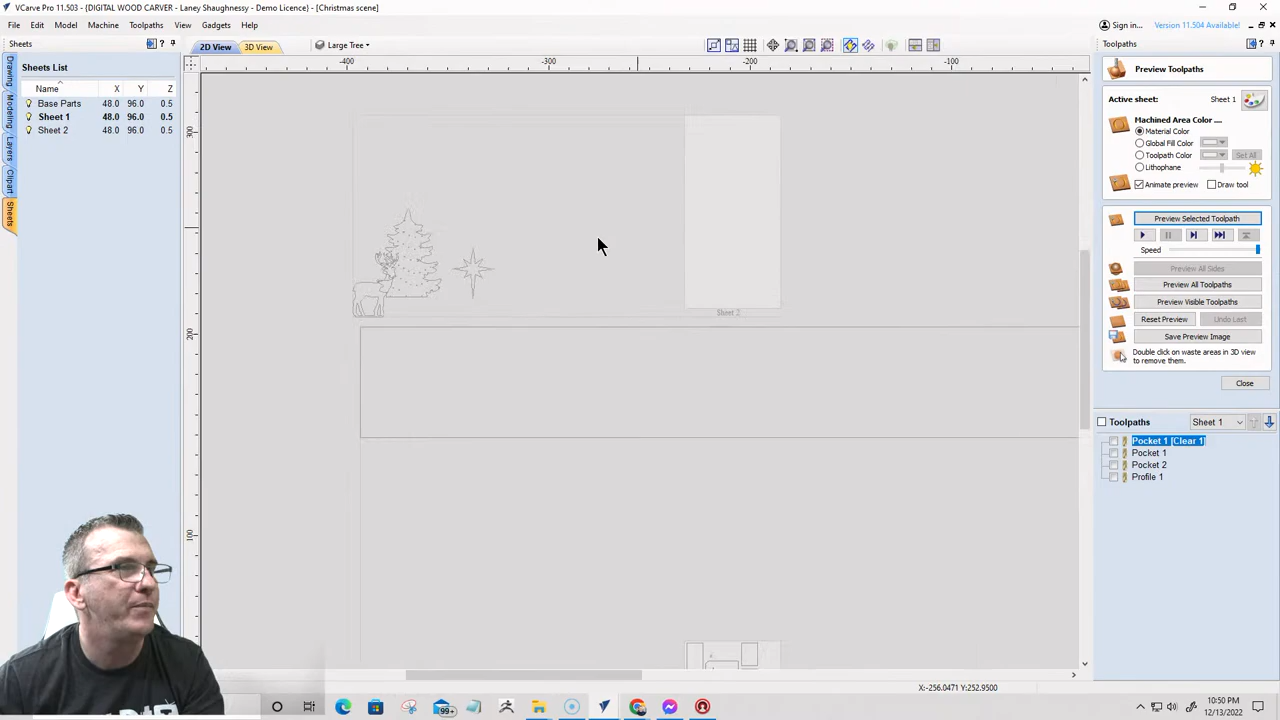 VCarve Pro 11.503 - (DIGITAL WOOD CARVER - Laney Shaughnessy - Demo Licence) - [Christmas scene]
File Edit Model Machine Toolpaths View Gadgets Help
Sign in... Version 11.504 Available!
Sheets
2D View 3D View Large Tree
Toolpaths
Sheets List
Name X Y Z
Base Parts 48.0 96.0 0.5
Sheet 1 48.0 96.0 0.5
Sheet 2 48.0 96.0 0.5
Drawing
Modeling
Layers
Clipart
Sheets
-400 -300 -200 -100
300
200
100
Sheet 2
Preview Toolpaths
Active sheet: Sheet 1
Machined Area Color ....
Material Color
Global Fill Color
Toolpath Color Set All
Lithophane
Animate preview Draw tool
Preview Selected Toolpath
Speed
Preview All Sides
Preview All Toolpaths
Preview Visible Toolpaths
Reset Preview Undo Last
Save Preview Image
Double click on waste areas in 3D view
to remove them.
Close
Toolpaths Sheet 1
Pocket 1 [Clear 1]
Pocket 1
Pocket 2
Profile 1
X:-256.0471 Y:252.9500
99+
10:50 PM
12/13/2022